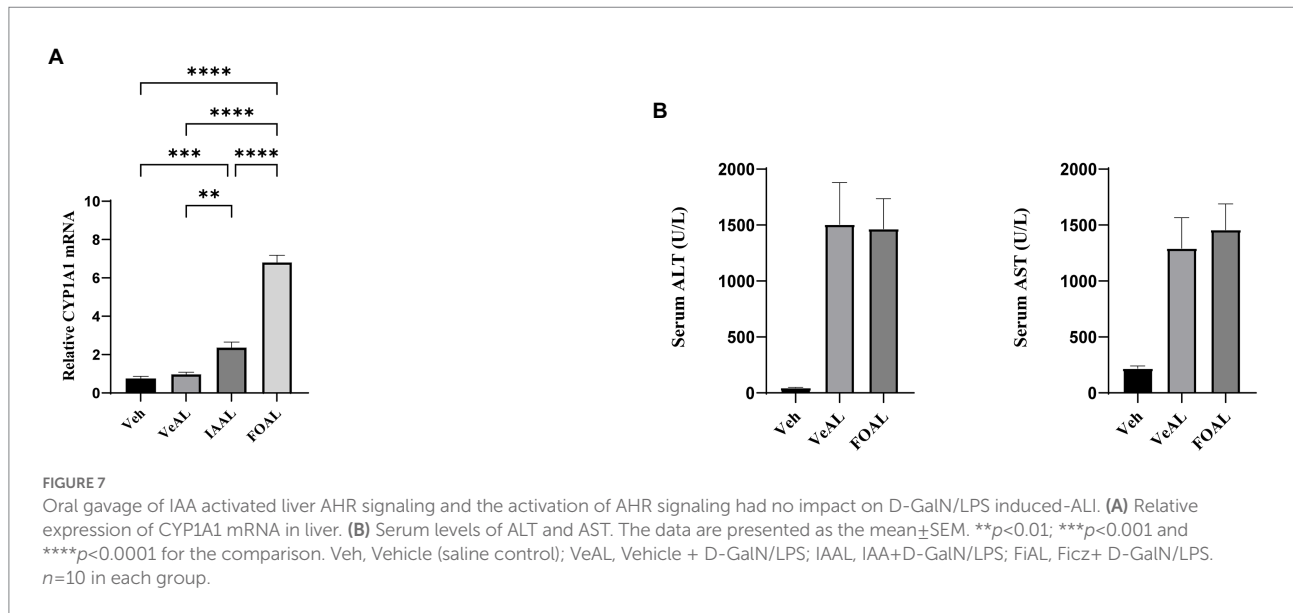 A
****
****
*** ****
**
Relative CYP1A1 mRNA
10
8
6
4
2
0
Veh VeAL IAAL FOAL
B
Serum ALT (U/L)
2000
1500
1000
500
0
Veh VeAL FOAL
Serum AST (U/L)
2000
1500
1000
500
0
Veh VeAL FOAL
FIGURE 7
Oral gavage of IAA activated liver AHR signaling and the activation of AHR signaling had no impact on D-GalN/LPS induced-ALI. (A) Relative
expression of CYP1A1 mRNA in liver. (B) Serum levels of ALT and AST. The data are presented as the mean±SEM. **p<0.01; ***p<0.001 and
****p<0.0001 for the comparison. Veh, Vehicle (saline control); VeAL, Vehicle + D-GalN/LPS; IAAL, IAA+D-GalN/LPS; FiAL, Ficz+ D-GalN/LPS.
n=10 in each group.